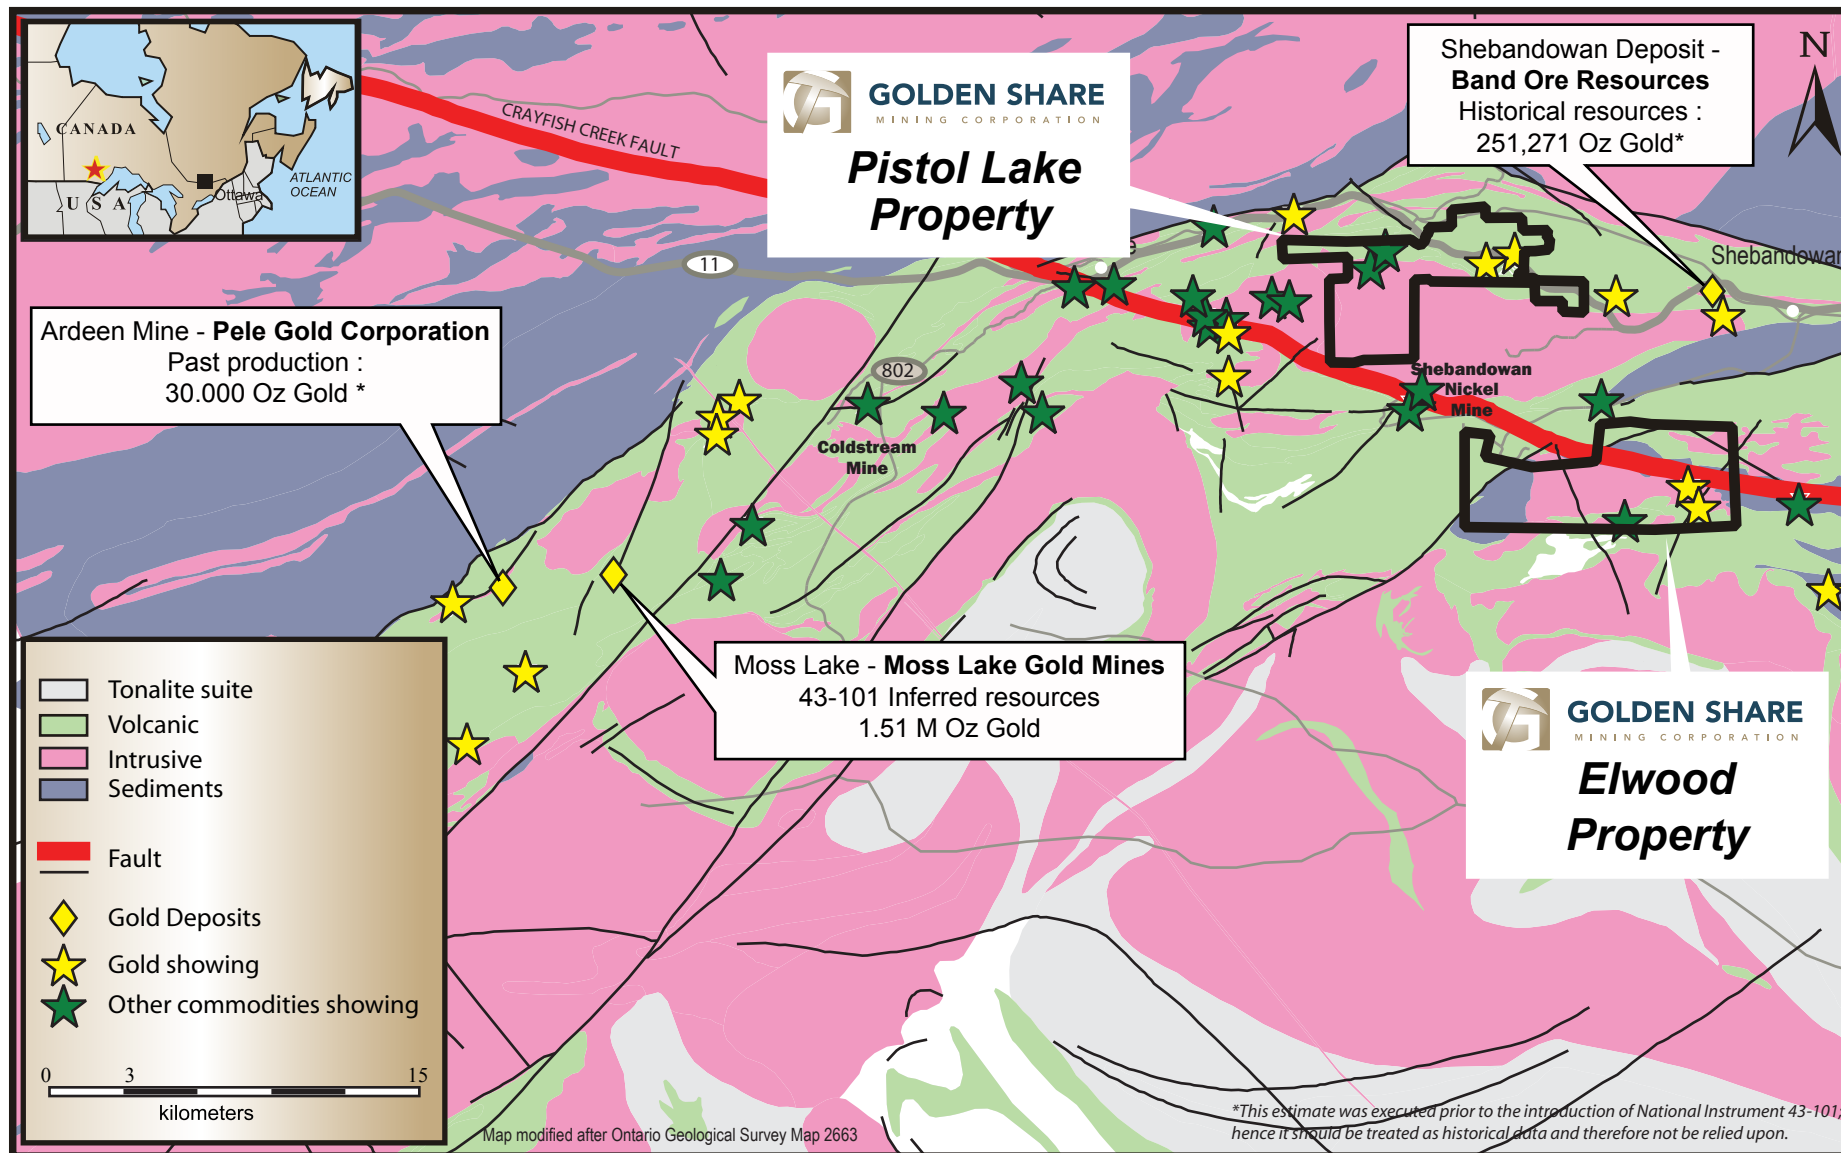 CANADA
U S A
Ottawa
ATLANTIC
OCEAN
CRAYFISH CREEK FAULT
11
GOLDEN SHARE
MINING CORPORATION
Pistol Lake
Property
Shebandowan Deposit -
Band Ore Resources
Historical resources :
251,271 Oz Gold*
N
Shebandowan
Ardeen Mine - Pele Gold Corporation
Past production :
30.000 Oz Gold *
802
Coldstream
Mine
Shebandowan
Nickel
Mine
Moss Lake - Moss Lake Gold Mines
43-101 Inferred resources
1.51 M Oz Gold
GOLDEN SHARE
MINING CORPORATION
Elwood
Property
Tonalite suite
Volcanic
Intrusive
Sediments
Fault
Gold Deposits
Gold showing
Other commodities showing
0 3 15
kilometers
Map modified after Ontario Geological Survey Map 2663
*This estimate was executed prior to the introduction of National Instrument 43-101;
hence it should be treated as historical data and therefore not be relied upon.